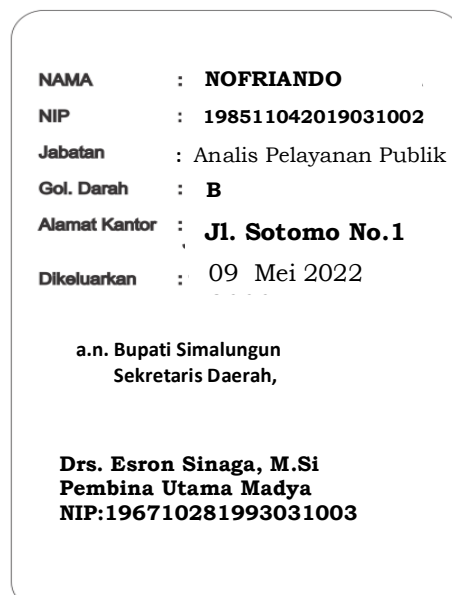 NAMA : NOFRIANDO
NIP : 198511042019031002
Jabatan : Analis Pelayanan Publik
Gol. Darah : B
Alamat Kantor : Jl. Sotomo No.1
Dikeluarkan : 09 Mei 2022
a.n. Bupati Simalungun
Sekretaris Daerah,
Drs. Esron Sinaga, M.Si
Pembina Utama Madya
NIP:196710281993031003